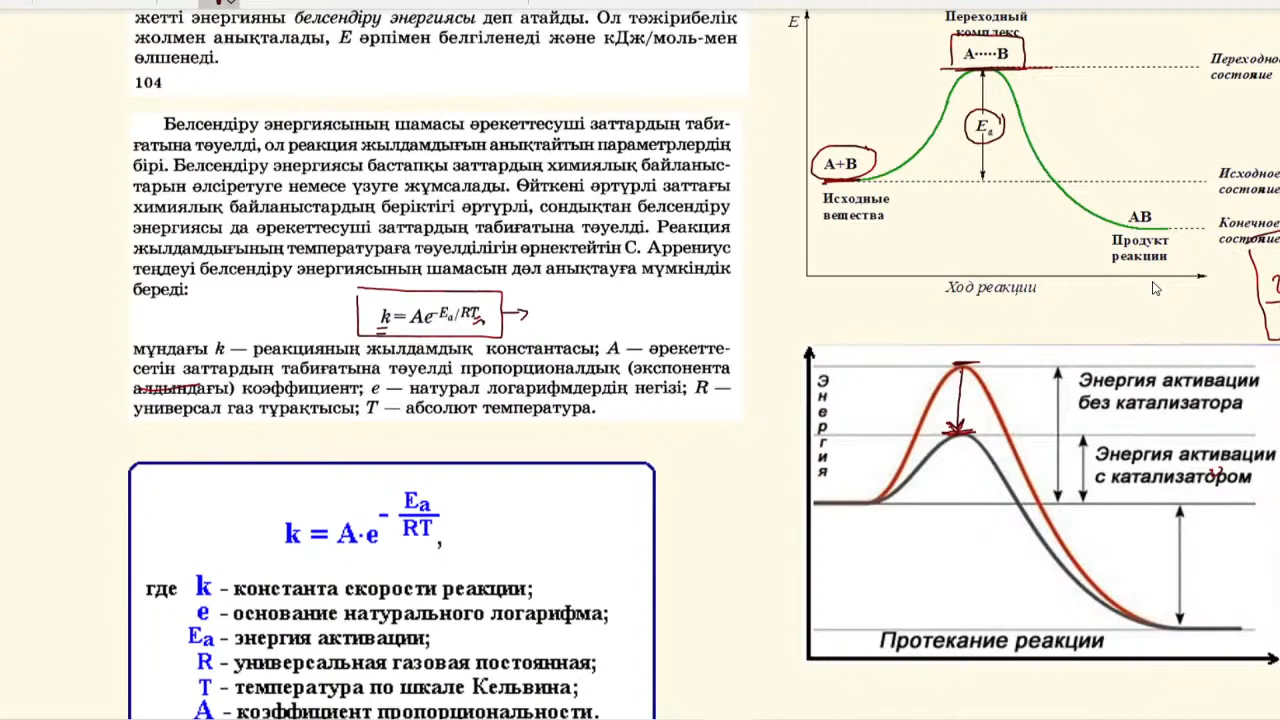 жетті энергияны белсендіру энергиясы деп атайды. Ол тәжірибелік
жолмен анықталады, Е әрпімен белгіленеді және кДж/моль-мен
өлшенеді.
104
Белсендіру энергиясының шамасы әрекеттесуші заттардың таби-
ғатына тәуелді, ол реакция жылдамдығын анықтайтын параметрлердің
бірі. Белсендіру энергиясы бастапқы заттардың химиялық байланыс-
тарын әлсіретуге немесе үзуге жұмсалады. Өйткені әртүрлі заттағы
химиялық байланыстардың беріктігі әртүрлі, сондықтан белсендіру
энергиясы да әрекеттесуші заттардың табиғатына тәуелді. Реакция
жылдамдығының температураға тәуелділігін өрнектейтін С. Аррениус
теңдеуі белсендіру энергиясының шамасын дәл анықтауға мүмкіндік
береді:
k = Ae^–Eₐ/RT,
мұндағы k — реакцияның жылдамдық константасы; A — әрекетте-
сетін заттардың табиғатына тәуелді пропорционалдық (экспонента
алдындағы) коэффициент; e — натурал логарифмдердің негізі; R —
универсал газ тұрақтысы; T — абсолют температура.
k = A·e^-Ea/RT,
где k - константа скорости реакции;
e - основание натурального логарифма;
Ea - энергия активации;
R - универсальная газовая постоянная;
T - температура по шкале Кельвина;
A - коэффициент пропорциональности.
E
Переходный
комплекс
A·····B
Переходно
состояние
Eₐ
A+B
Исходные
вещества
Исходное
состояние
AB
Конечное
состояние
Продукт
реакции
Ход реакции
Энергия
Энергия активации
без катализатора
Энергия активации
с катализатором
Протекание реакции